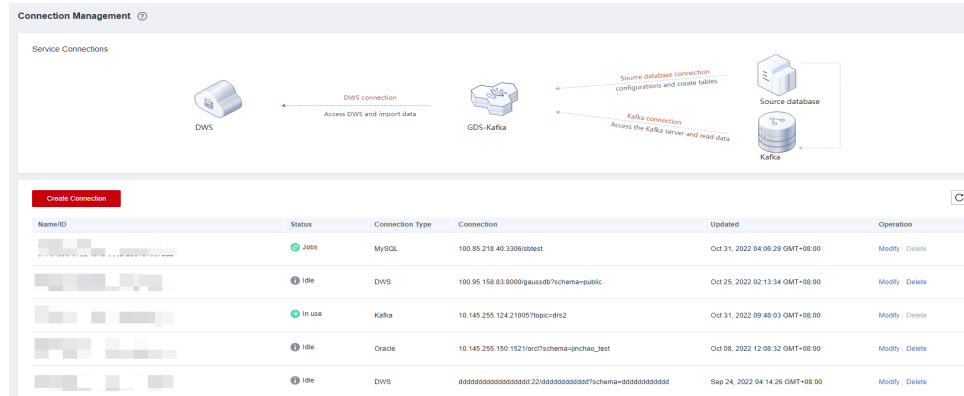 Connection Management
Service Connections
Source database connection
configurations and create tables
Source database
DWS connection
Access DWS and import data
DWS
GDS-Kafka
Kafka connection
Access the Kafka server and read data
Kafka
Create Connection
Name/ID Status Connection Type Connection Updated Operation
Jobs MySQL 100.85.218.40:3306/sbtest Oct 31, 2022 04:06:29 GMT+08:00 Modify | Delete
Idle DWS 100.95.158.83:8000/gaussdb?schema=public Oct 25, 2022 02:13:34 GMT+08:00 Modify | Delete
In use Kafka 10.145.255.124:21005?topic=drs2 Oct 31, 2022 09:48:03 GMT+08:00 Modify | Delete
Idle Oracle 10.145.255.150:1521/orcl?schema=jinchao_test Oct 08, 2022 12:08:32 GMT+08:00 Modify | Delete
Idle DWS Sep 24, 2022 04:14:26 GMT+08:00 Modify | Delete